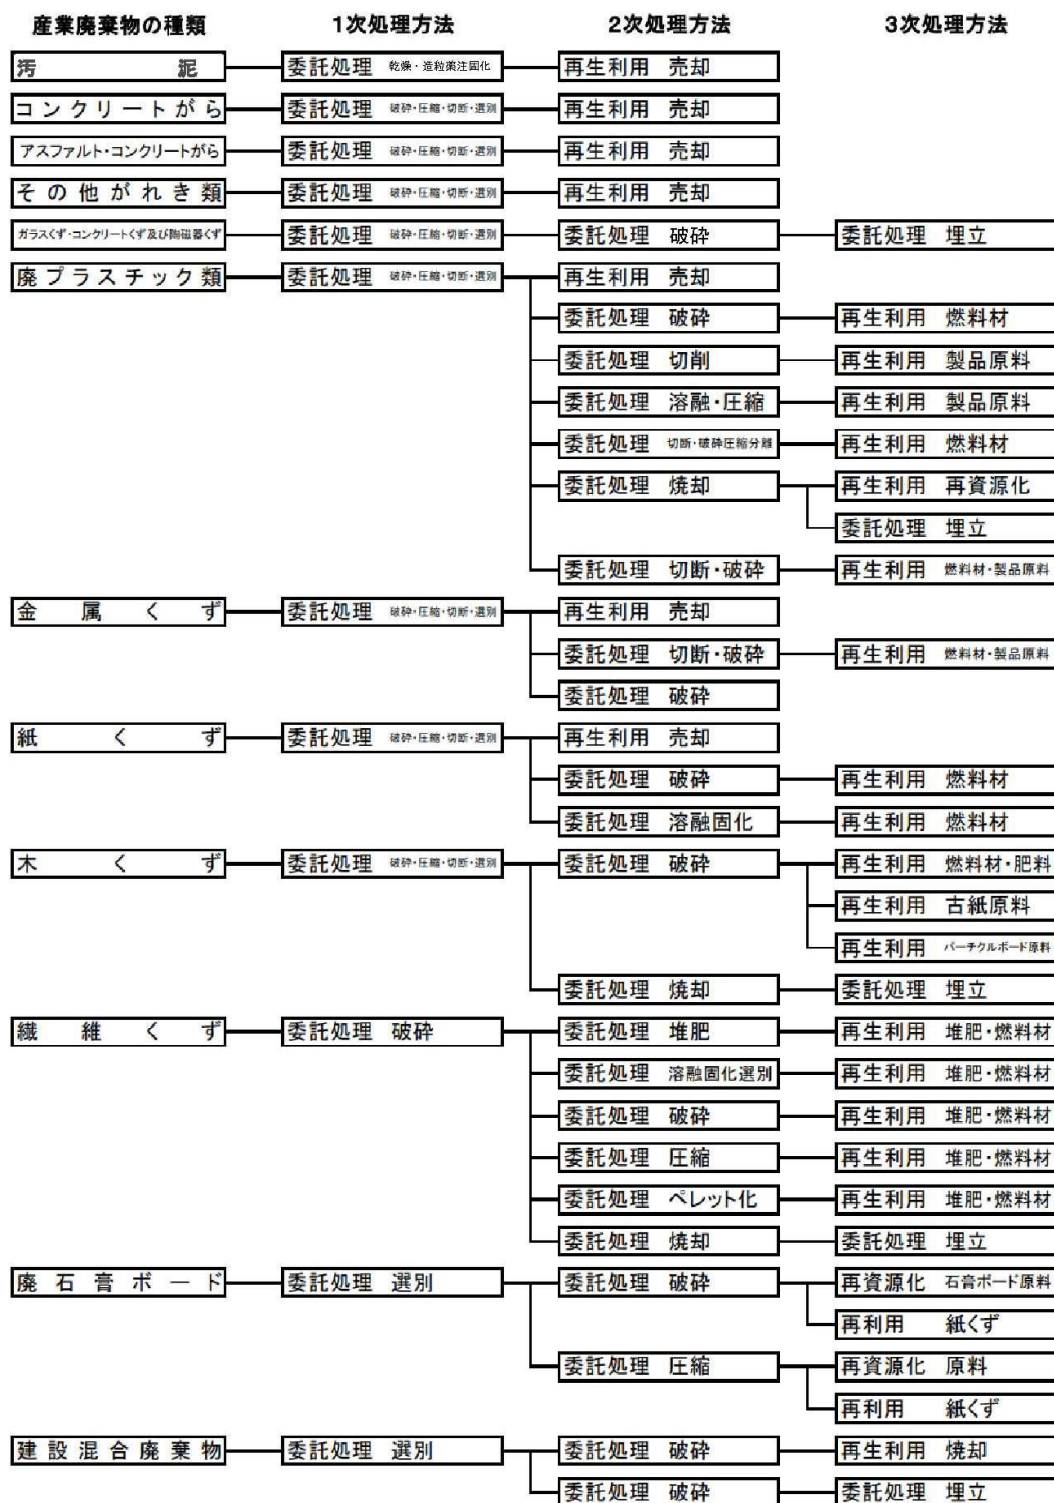 産業廃棄物の種類 1次処理方法 2次処理方法 3次処理方法
汚泥 委託処理 乾燥・造粒薬注固化 再生利用 売却
コンクリートがら 委託処理 破砕・圧縮・切断・選別 再生利用 売却
アスファルト・コンクリートがら 委託処理 破砕・圧縮・切断・選別 再生利用 売却
その他がれき類 委託処理 破砕・圧縮・切断・選別 再生利用 売却
ガラスくず・コンクリートくず及び陶磁器くず 委託処理 破砕・圧縮・切断・選別 委託処理 破砕 委託処理 埋立
廃プラスチック類 委託処理 破砕・圧縮・切断・選別 再生利用 売却
委託処理 破砕 再生利用 燃料材
委託処理 切削 再生利用 製品原料
委託処理 溶融・圧縮 再生利用 製品原料
委託処理 切断・破砕圧縮分離 再生利用 燃料材
委託処理 焼却 再生利用 再資源化
委託処理 埋立
委託処理 切断・破砕 再生利用 燃料材・製品原料
金属くず 委託処理 破砕・圧縮・切断・選別 再生利用 売却
委託処理 切断・破砕 再生利用 燃料材・製品原料
委託処理 破砕
紙くず 委託処理 破砕・圧縮・切断・選別 再生利用 売却
委託処理 破砕 再生利用 燃料材
委託処理 溶融固化 再生利用 燃料材
木くず 委託処理 破砕・圧縮・切断・選別 委託処理 破砕 再生利用 燃料材・肥料
再生利用 古紙原料
再生利用 パーチクルボード原料
委託処理 焼却 委託処理 埋立
繊維くず 委託処理 破砕 委託処理 堆肥 再生利用 堆肥・燃料材
委託処理 溶融固化選別 再生利用 堆肥・燃料材
委託処理 破砕 再生利用 堆肥・燃料材
委託処理 圧縮 再生利用 堆肥・燃料材
委託処理 ペレット化 再生利用 堆肥・燃料材
委託処理 焼却 委託処理 埋立
廃石膏ボード 委託処理 選別 委託処理 破砕 再資源化 石膏ボード原料
再利用 紙くず
委託処理 圧縮 再資源化 原料
再利用 紙くず
建設混合廃棄物 委託処理 選別 委託処理 破砕 再生利用 焼却
委託処理 破砕 委託処理 埋立